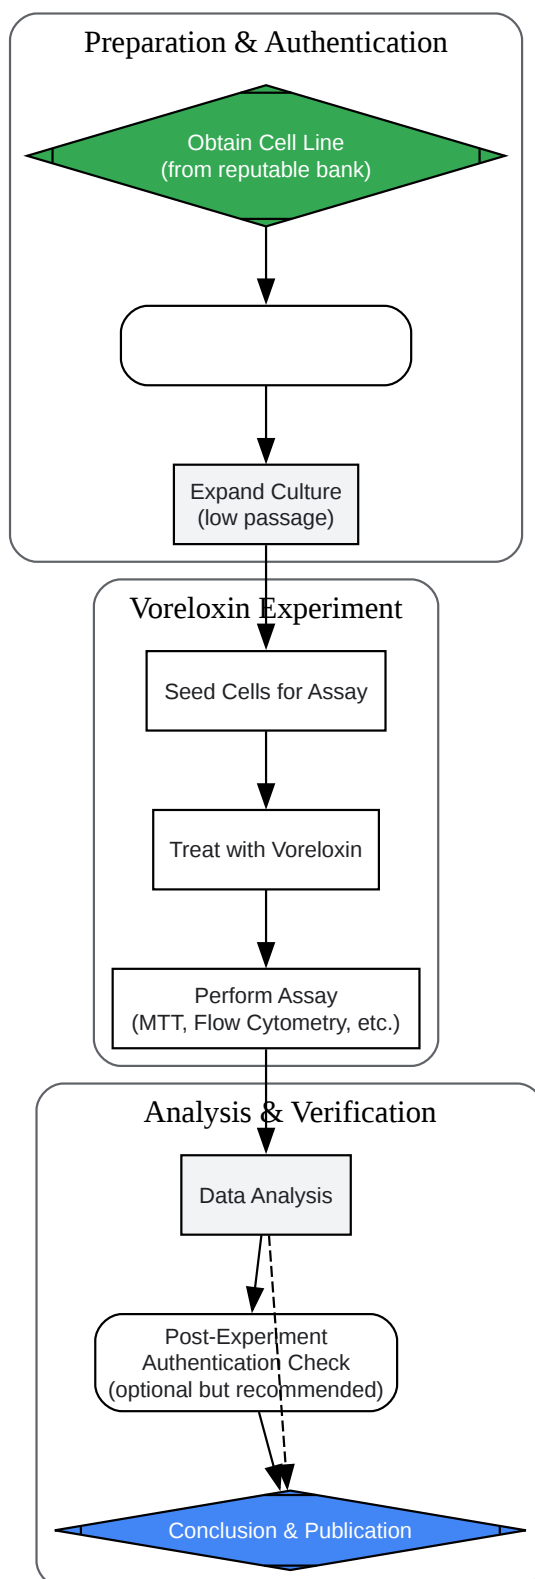 Preparation & Authentication
Obtain Cell Line
(from reputable bank)
Expand Culture
(low passage)
Voreloxin Experiment
Seed Cells for Assay
Treat with Voreloxin
Perform Assay
(MTT, Flow Cytometry, etc.)
Analysis & Verification
Data Analysis
Post-Experiment
Authentication Check
(optional but recommended)
Conclusion & Publication